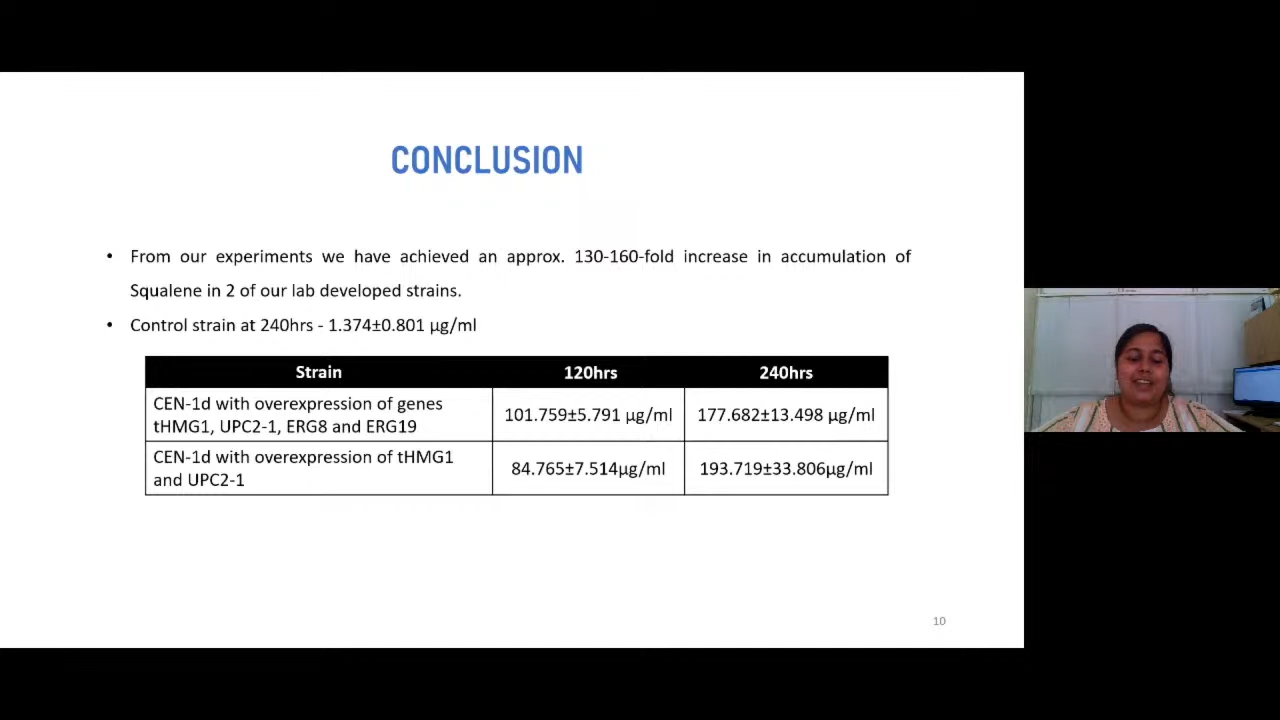 CONCLUSION
• From our experiments we have achieved an approx. 130-160-fold increase in accumulation of
Squalene in 2 of our lab developed strains.
• Control strain at 240hrs - 1.374±0.801 µg/ml
Strain 120hrs 240hrs
CEN-1d with overexpression of genes
tHMG1, UPC2-1, ERG8 and ERG19
101.759±5.791 µg/ml 177.682±13.498 µg/ml
CEN-1d with overexpression of tHMG1
and UPC2-1
84.765±7.514µg/ml 193.719±33.806µg/ml
10